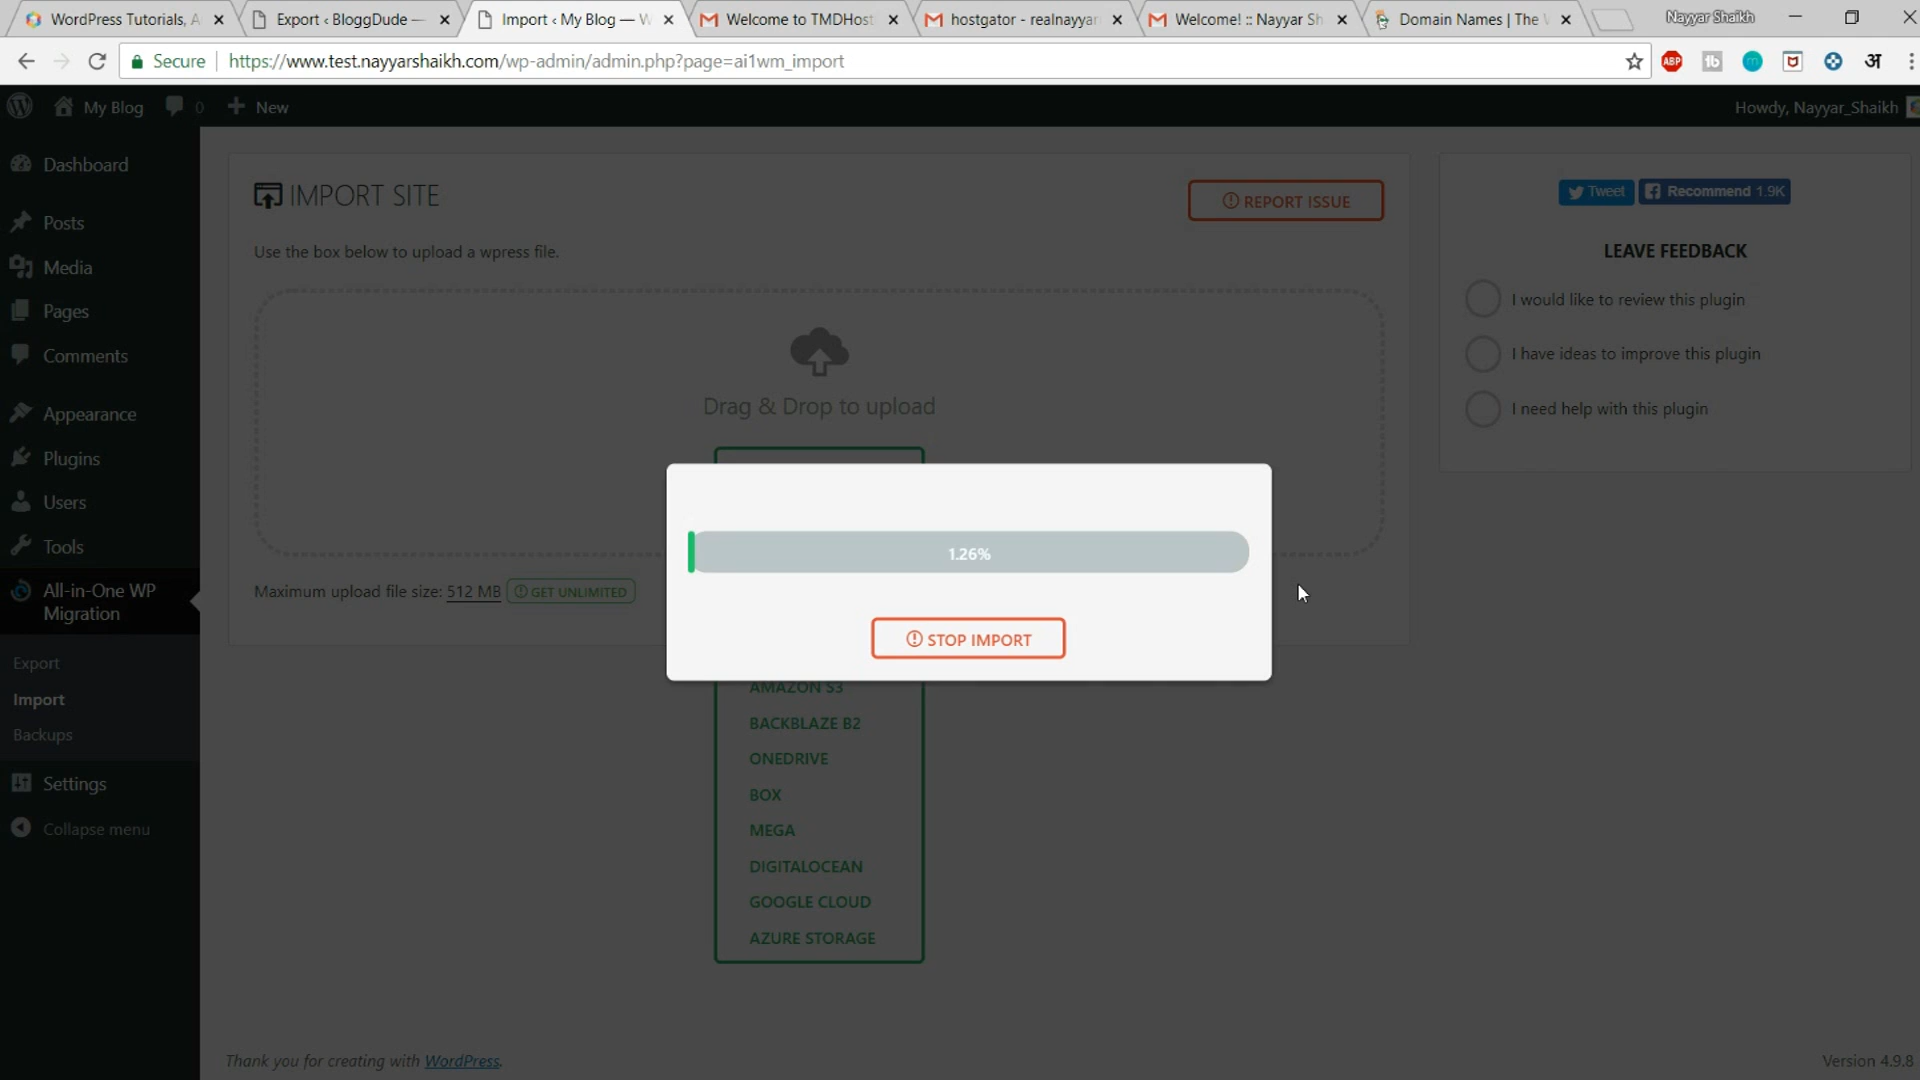 WordPress Tutorials, A
Export ‹ BloggDude —
Import ‹ My Blog — W
Welcome to TMDHost
hostgator - realnayyar
Welcome! :: Nayyar Sh
Domain Names | The W
Nayyar Shaikh
Secure
https://www.test.nayyarshaikh.com/wp-admin/admin.php?page=ai1wm_import
ABP
अ
My Blog
0
New
Howdy, Nayyar_Shaikh
Dashboard
Posts
Media
Pages
Comments
Appearance
Plugins
Users
Tools
All-in-One WP
Migration
Export
Import
Backups
Settings
Collapse menu
IMPORT SITE
REPORT ISSUE
Use the box below to upload a wpress file.
Drag & Drop to upload
1.26%
STOP IMPORT
Maximum upload file size: 512 MB
GET UNLIMITED
AMAZON S3
BACKBLAZE B2
ONEDRIVE
BOX
MEGA
DIGITALOCEAN
GOOGLE CLOUD
AZURE STORAGE
Tweet
Recommend 1.9K
LEAVE FEEDBACK
I would like to review this plugin
I have ideas to improve this plugin
I need help with this plugin
Thank you for creating with WordPress.
Version 4.9.8